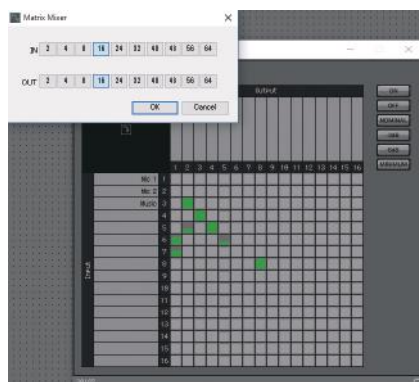 Matrix Mixer
IN 2 4 8 16 24 32 40 48 56 64
OUT 2 4 8 16 24 32 40 48 56 64
OK Cancel
Output
ON
OFF
NOMINAL
MINIMUM
1 2 3 4 5 6 7 8 9 10 11 12 13 14 15 16
Mic 1 1
Mic 2 2
Music 3
4
5
6
7
8
9
10
11
12
13
14
15
16
Input